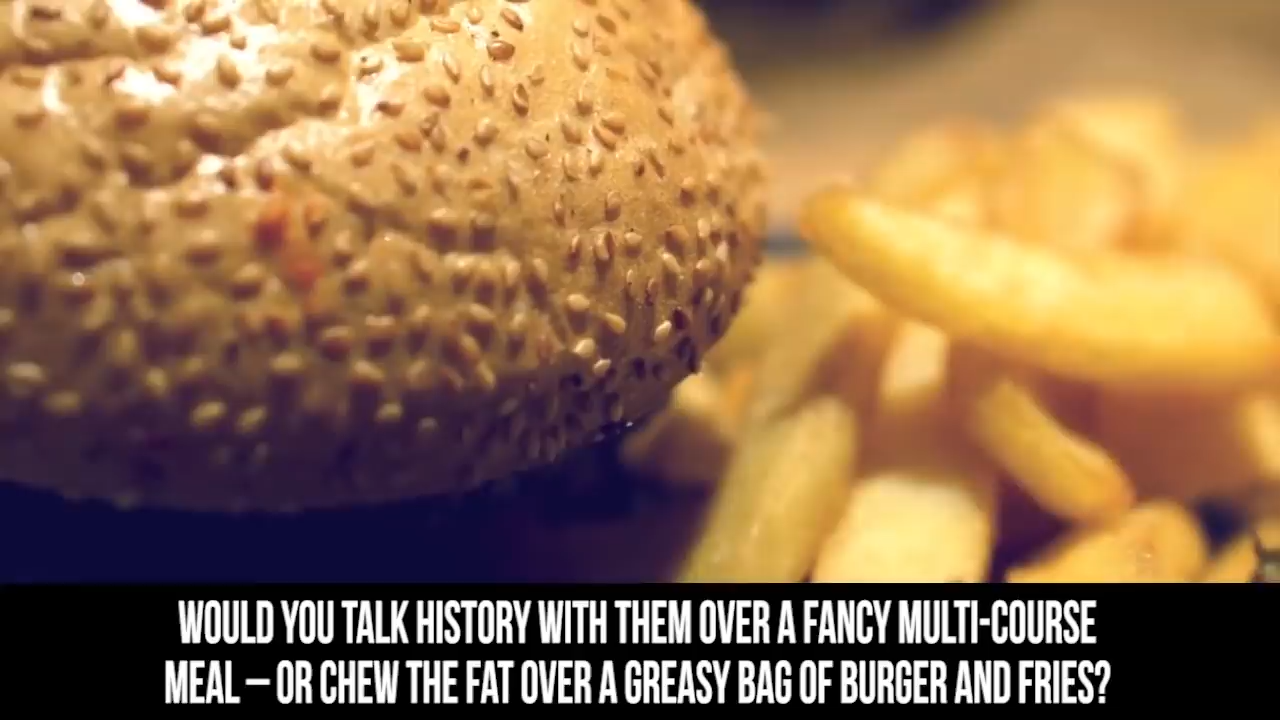 WOULD YOU TALK HISTORY WITH THEM OVER A FANCY MULTI-COURSE
MEAL – OR CHEW THE FAT OVER A GREASY BAG OF BURGER AND FRIES?